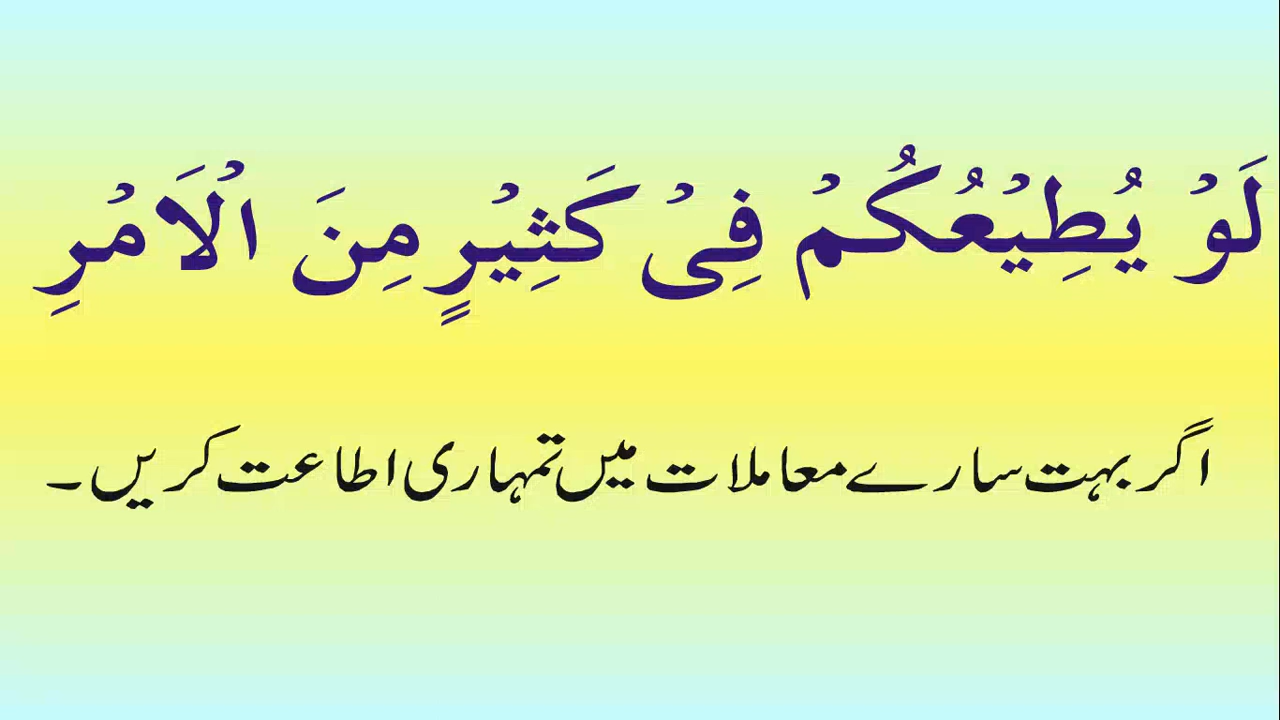 لَوۡ يُطِيۡعُكُمۡ فِىۡ كَثِيۡرٍ مِنَ الۡاَمۡرِ
اگر بہت سارے معاملات میں تمہاری اطاعت کریں۔